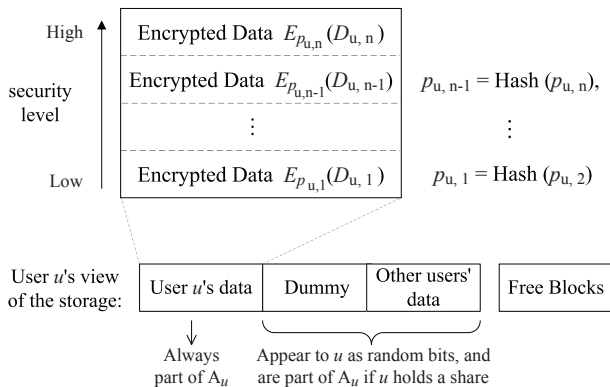 High
Encrypted Data E_{p_{u,n}}(D_{u, n})
Encrypted Data E_{p_{u,n-1}}(D_{u, n-1})
p_{u, n-1} = Hash (p_{u, n}),
security
level
⋮
⋮
Low
Encrypted Data E_{p_{u,1}}(D_{u, 1})
p_{u, 1} = Hash (p_{u, 2})
User u's view
of the storage:
User u's data
Dummy
Other users'
data
Free Blocks
Always
part of A_u
Appear to u as random bits, and
are part of A_u if u holds a share